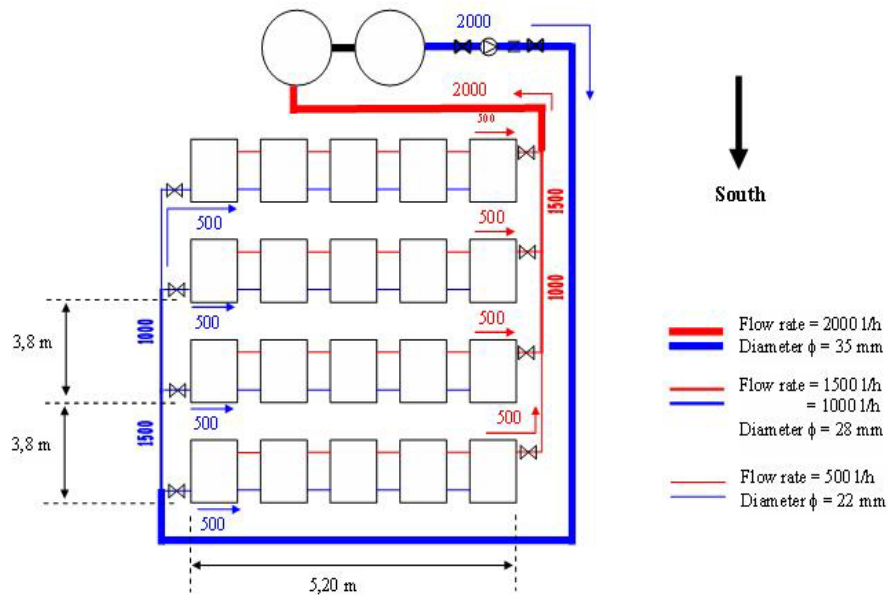 2000
2000
500
500
1500
500
South
1000
500
500
1000
3,8 m
500
500
1500
3,8 m
500
5,20 m
Flow rate = 2000 l/h
Diameter ϕ = 35 mm
Flow rate = 1500 l/h
= 1000 l/h
Diameter ϕ = 28 mm
Flow rate = 500 l/h
Diameter ϕ = 22 mm